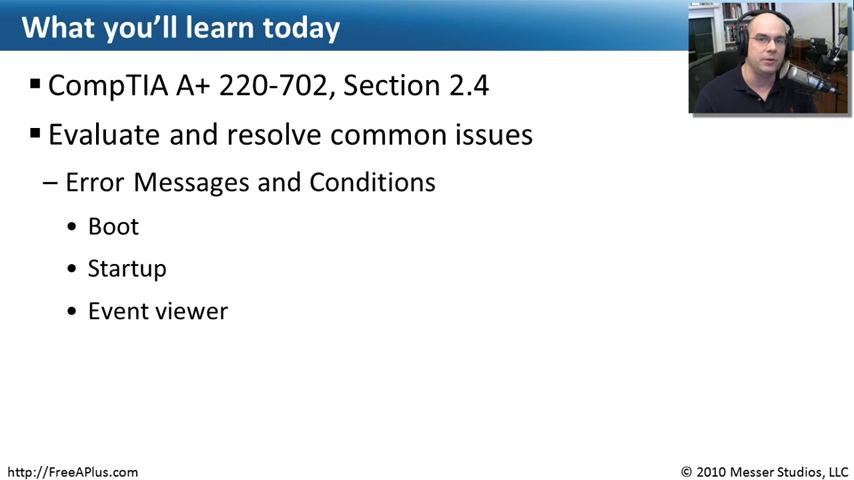 What you'll learn today
▪ CompTIA A+ 220-702, Section 2.4
▪ Evaluate and resolve common issues
– Error Messages and Conditions
• Boot
• Startup
• Event viewer
http://FreeAPlus.com
© 2010 Messer Studios, LLC